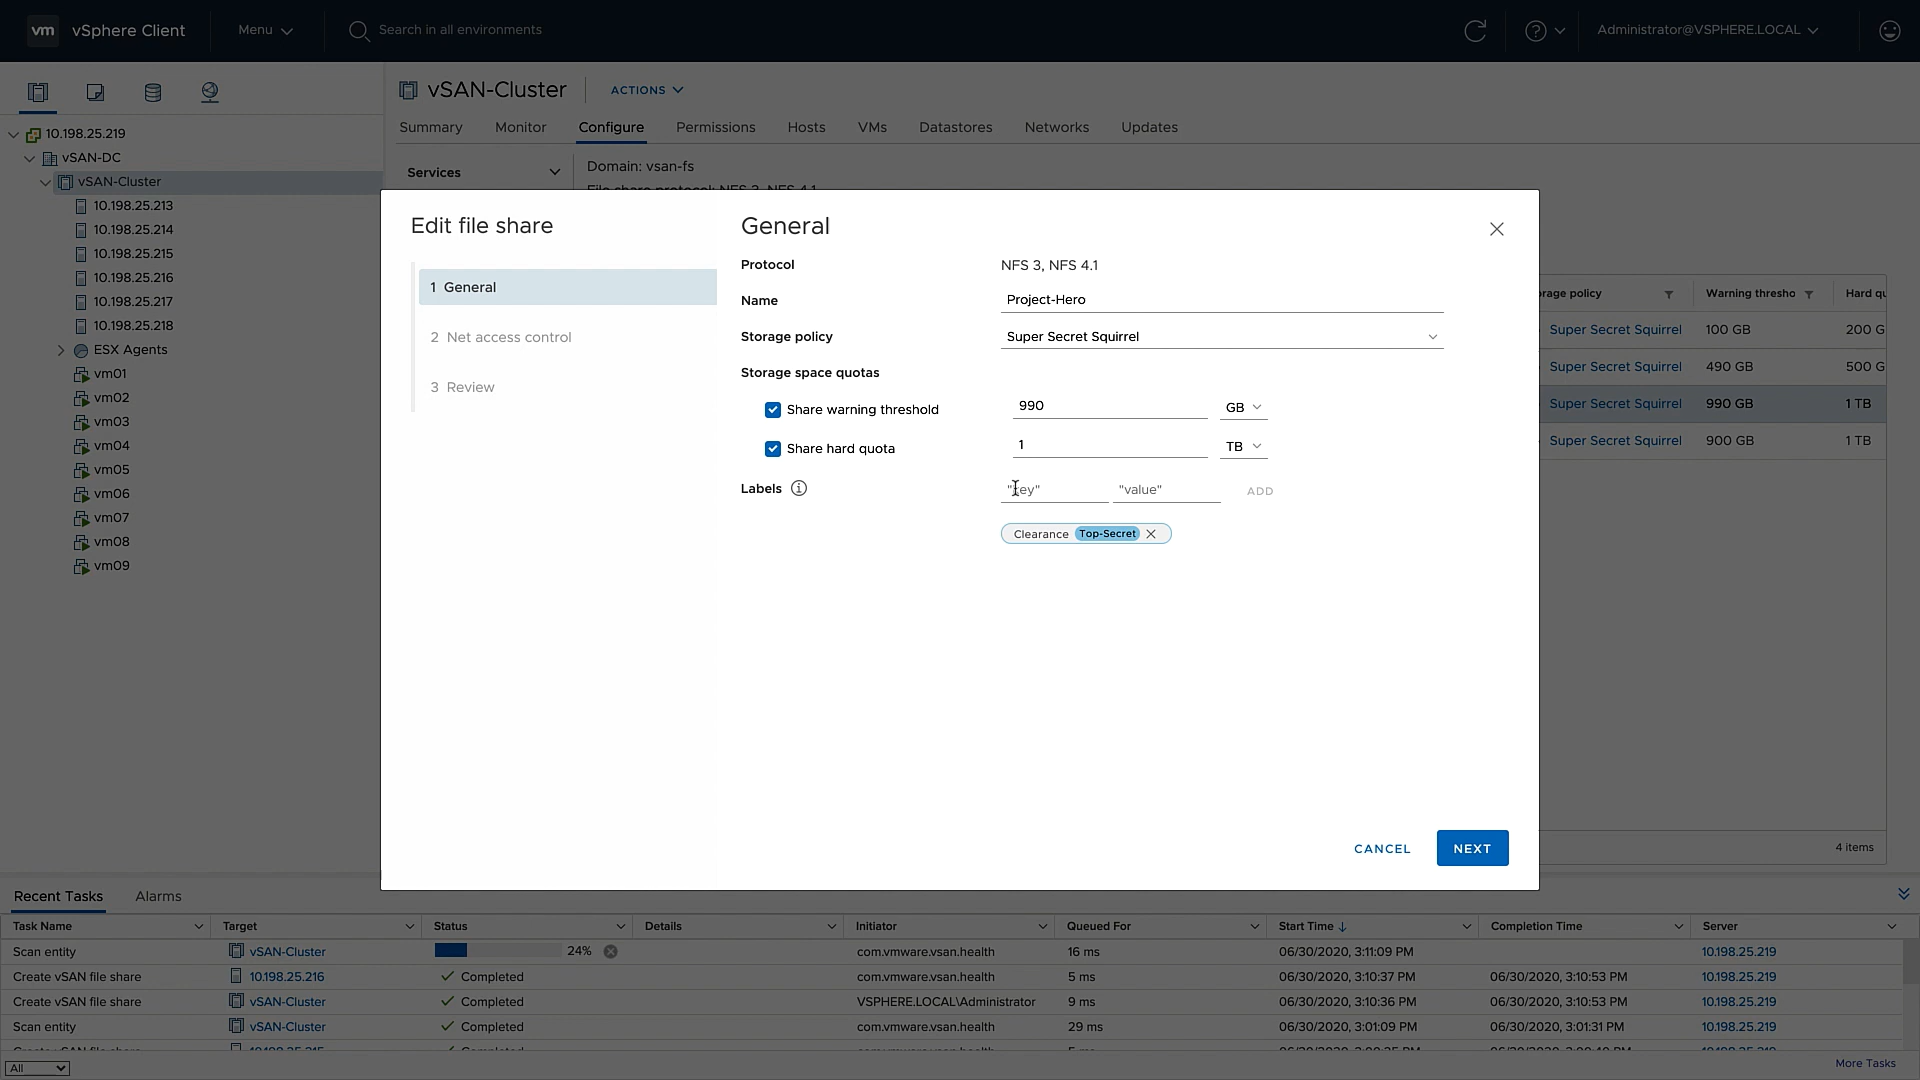 vm vSphere Client Menu Search in all environments Administrator@VSPHERE.LOCAL
vSAN-Cluster ACTIONS
Summary Monitor Configure Permissions Hosts VMs Datastores Networks Updates
10.198.25.219
vSAN-DC
vSAN-Cluster
10.198.25.213
10.198.25.214
10.198.25.215
10.198.25.216
10.198.25.217
10.198.25.218
ESX Agents
vm01
vm02
vm03
vm04
vm05
vm06
vm07
vm08
vm09
Services
Domain: vsan-fs
File share protocol: NFS 3, NFS 4.1
Edit file share
1 General
2 Net access control
3 Review
General
Protocol NFS 3, NFS 4.1
Name Project-Hero
Storage policy Super Secret Squirrel
Storage space quotas
Share warning threshold 990 GB
Share hard quota 1 TB
Labels "key" "value" ADD
Clearance Top-Secret
CANCEL NEXT
rage policy Warning thresho Hard qu
Super Secret Squirrel 100 GB 200 G
Super Secret Squirrel 490 GB 500 G
Super Secret Squirrel 990 GB 1 TB
Super Secret Squirrel 900 GB 1 TB
4 items
Recent Tasks Alarms
Task Name Target Status Details Initiator Queued For Start Time Completion Time Server
Scan entity vSAN-Cluster 24% com.vmware.vsan.health 16 ms 06/30/2020, 3:11:09 PM 10.198.25.219
Create vSAN file share 10.198.25.216 Completed com.vmware.vsan.health 5 ms 06/30/2020, 3:10:37 PM 06/30/2020, 3:10:53 PM 10.198.25.219
Create vSAN file share vSAN-Cluster Completed VSPHERE.LOCAL\Administrator 9 ms 06/30/2020, 3:10:36 PM 06/30/2020, 3:10:53 PM 10.198.25.219
Scan entity vSAN-Cluster Completed com.vmware.vsan.health 29 ms 06/30/2020, 3:01:09 PM 06/30/2020, 3:01:31 PM 10.198.25.219
All More Tasks